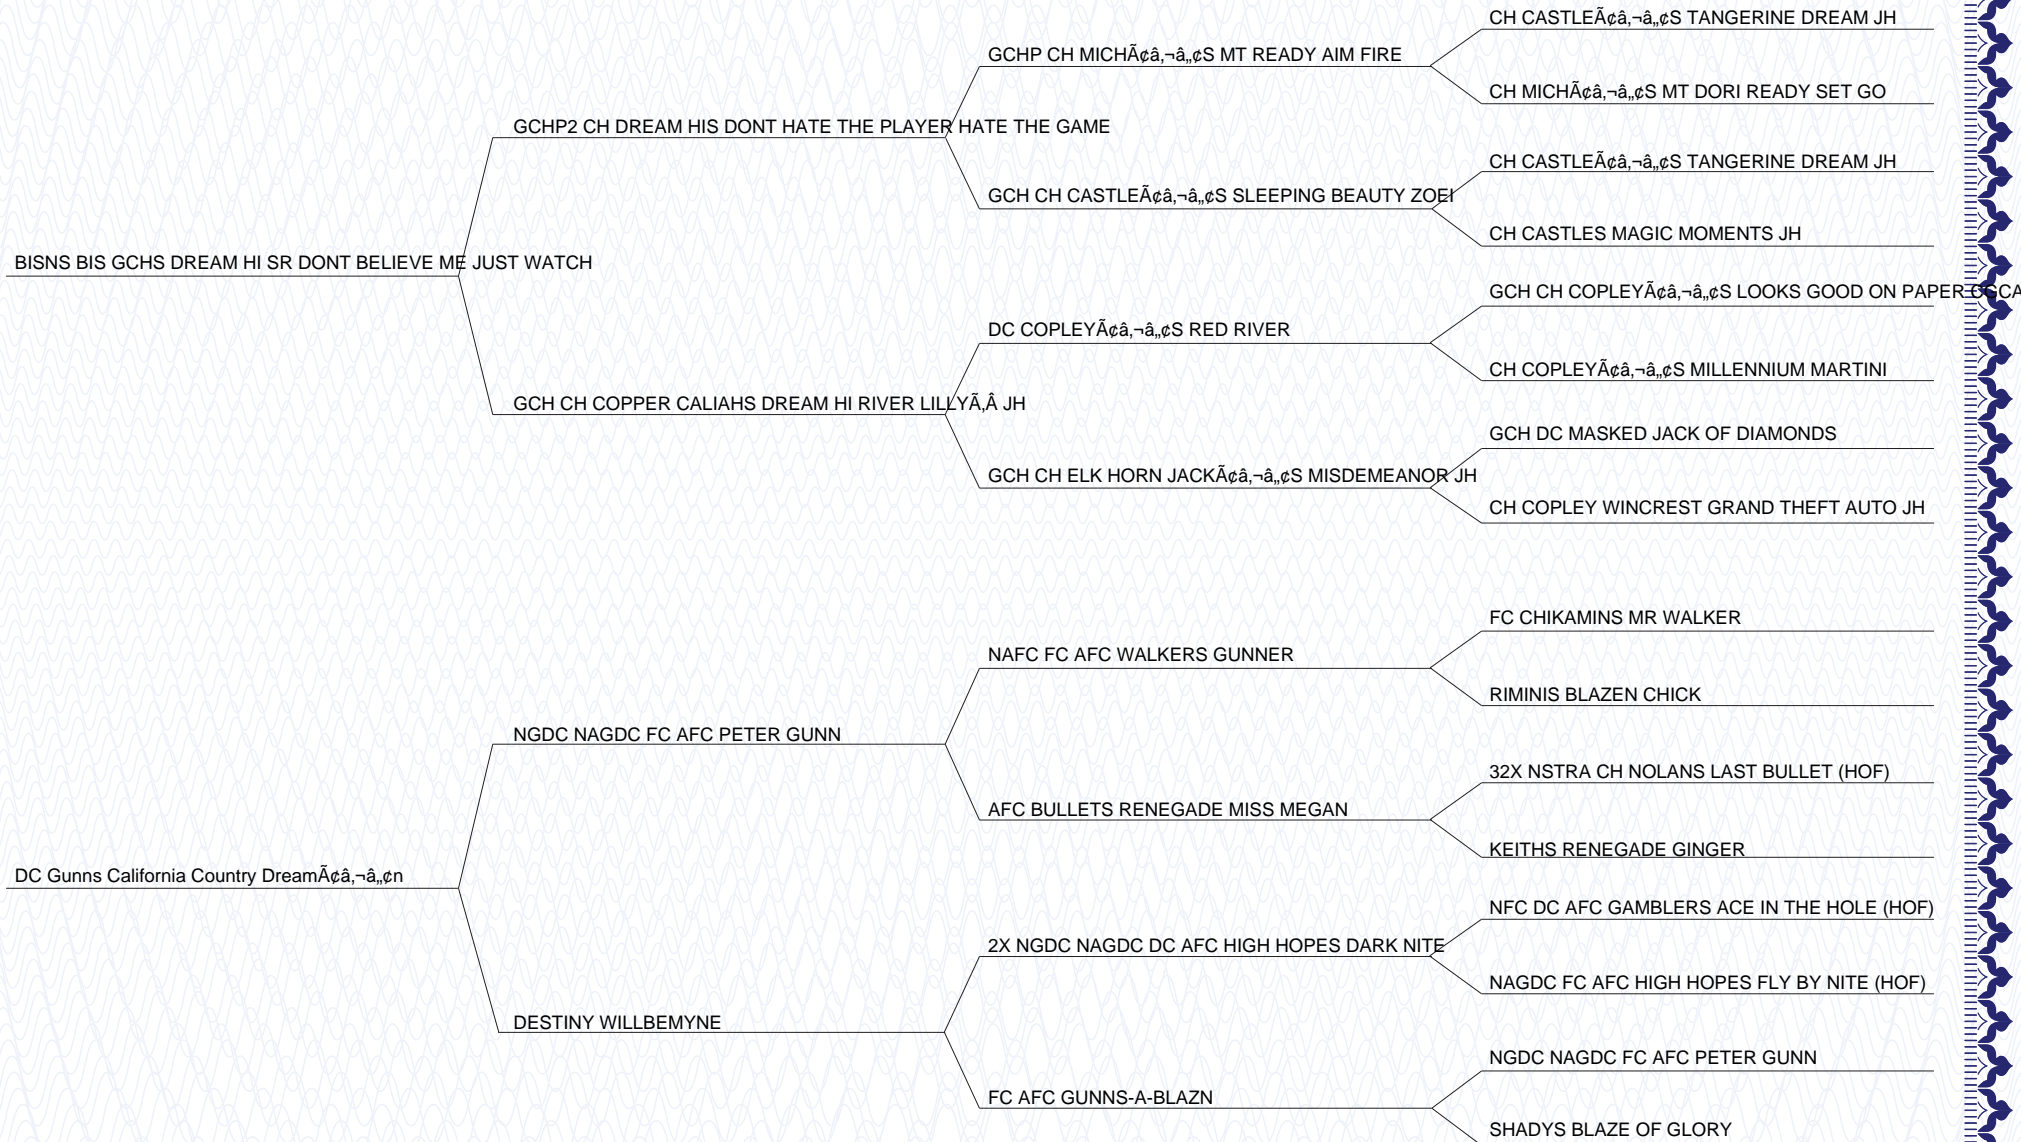 CH CASTLEÃ¢â‚¬â„¢S TANGERINE DREAM JH
GCHP CH MICHÃ¢â‚¬â„¢S MT READY AIM FIRE
CH MICHÃ¢â‚¬â„¢S MT DORI READY SET GO
GCHP2 CH DREAM HIS DONT HATE THE PLAYER HATE THE GAME
CH CASTLEÃ¢â‚¬â„¢S TANGERINE DREAM JH
GCH CH CASTLEÃ¢â‚¬â„¢S SLEEPING BEAUTY ZOEI
CH CASTLES MAGIC MOMENTS JH
BISNS BIS GCHS DREAM HI SR DONT BELIEVE ME JUST WATCH
GCH CH COPLEYÃ¢â‚¬â„¢S LOOKS GOOD ON PAPER CGCA
DC COPLEYÃ¢â‚¬â„¢S RED RIVER
CH COPLEYÃ¢â‚¬â„¢S MILLENNIUM MARTINI
GCH CH COPPER CALIAHS DREAM HI RIVER LILLYÃ‚Â JH
GCH DC MASKED JACK OF DIAMONDS
GCH CH ELK HORN JACKÃ¢â‚¬â„¢S MISDEMEANOR JH
CH COPLEY WINCREST GRAND THEFT AUTO JH
FC CHIKAMINS MR WALKER
NAFC FC AFC WALKERS GUNNER
RIMINIS BLAZEN CHICK
NGDC NAGDC FC AFC PETER GUNN
32X NSTRA CH NOLANS LAST BULLET (HOF)
AFC BULLETS RENEGADE MISS MEGAN
KEITHS RENEGADE GINGER
DC Gunns California Country DreamÃ¢â‚¬â„¢n
NFC DC AFC GAMBLERS ACE IN THE HOLE (HOF)
2X NGDC NAGDC DC AFC HIGH HOPES DARK NITE
NAGDC FC AFC HIGH HOPES FLY BY NITE (HOF)
DESTINY WILLBEMYNE
NGDC NAGDC FC AFC PETER GUNN
FC AFC GUNNS-A-BLAZN
SHADYS BLAZE OF GLORY